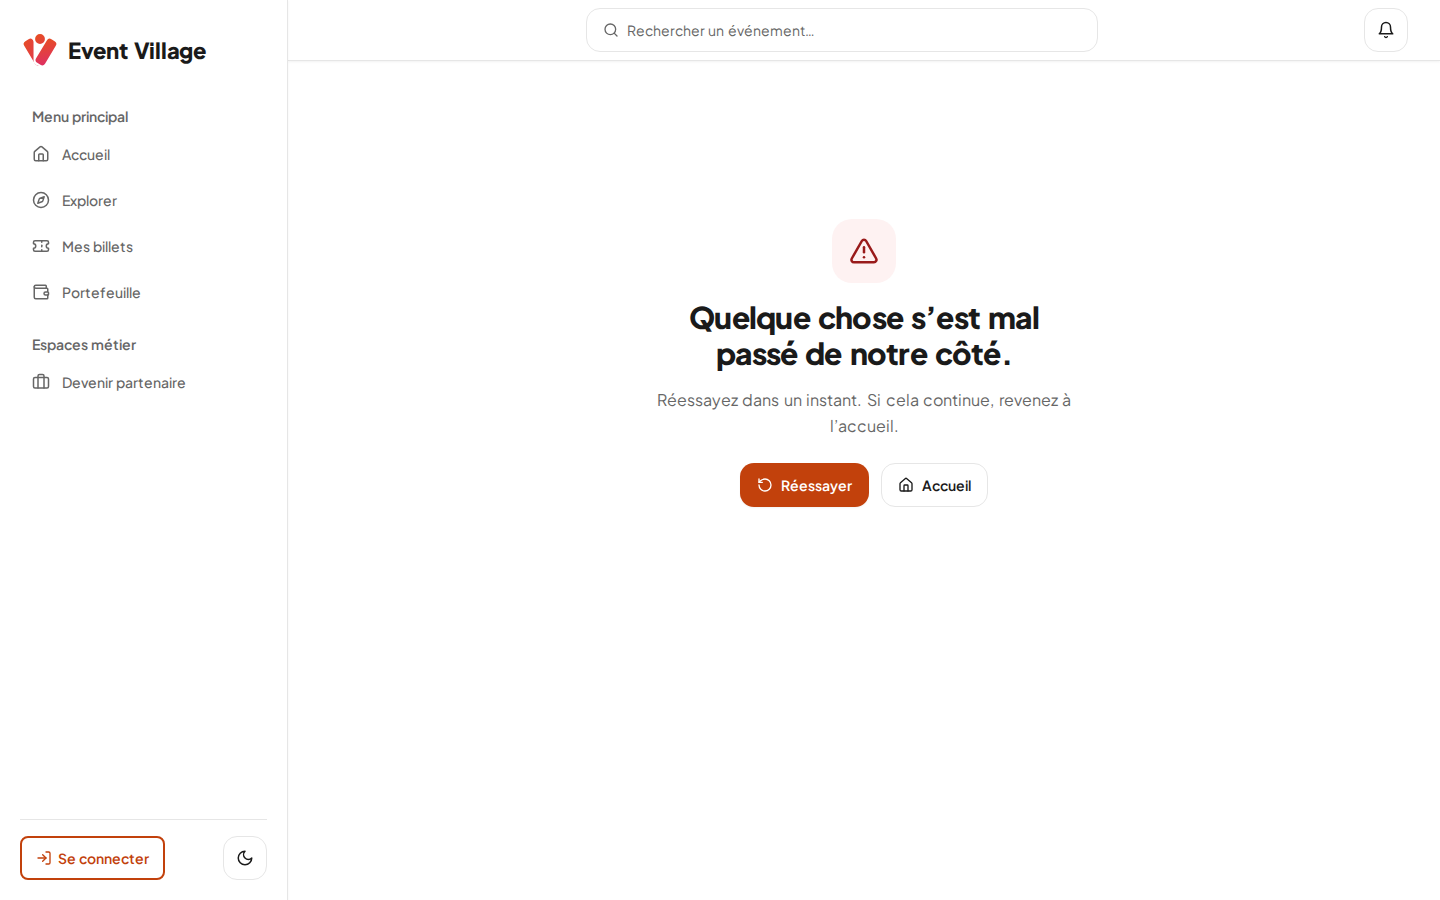 Event Village
Rechercher un événement…
Menu principal
Accueil
Explorer
Mes billets
Portefeuille
Espaces métier
Devenir partenaire
Quelque chose s’est mal
passé de notre côté.
Réessayez dans un instant. Si cela continue, revenez à
l’accueil.
Réessayer
Accueil
Se connecter